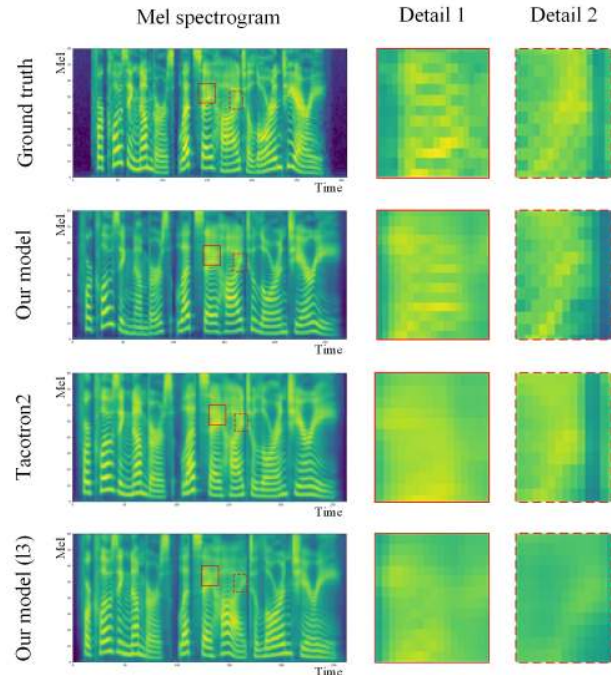 Mel spectrogram
Detail 1
Detail 2
Ground truth
Mel
Time
Our model
Mel
Time
Tacotron2
Mel
Time
Our model (l3)
Mel
Time